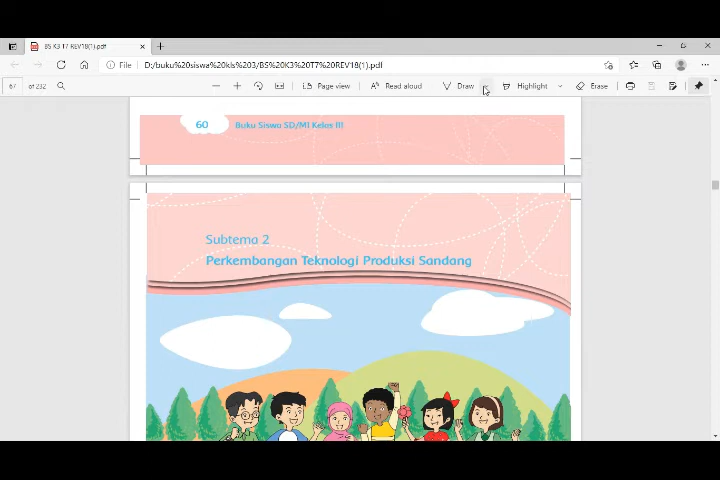 BS K3 T7 REV18(1).pdf
File D:/buku%20siswa%20kls%203/BS%20K3%20T7%20REV18(1).pdf
67 of 232 Page view Read aloud Draw Highlight Erase
60 Buku Siswa SD/MI Kelas III
Subtema 2
Perkembangan Teknologi Produksi Sandang